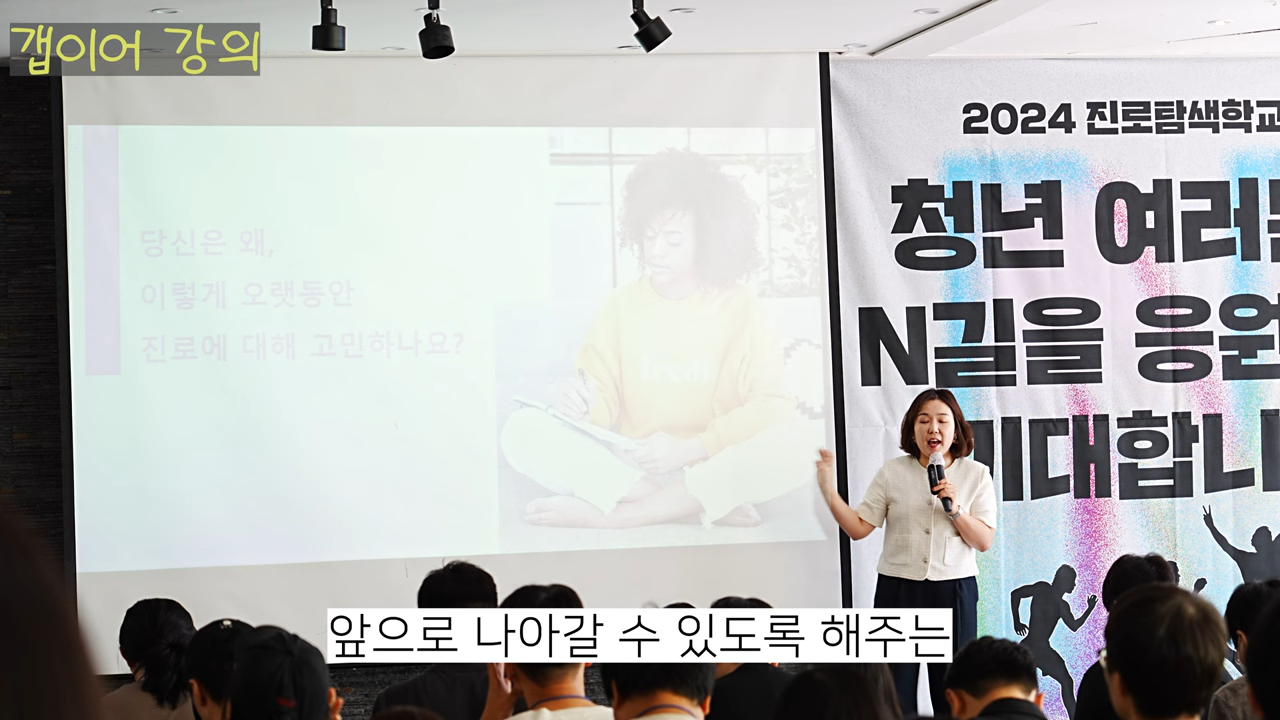 갭이어 강의
당신은 왜,
이렇게 오랫동안
진로에 대해 고민하나요?
2024 진로탐색학교
청년 여러
N길을 응원
기대합니
앞으로 나아갈 수 있도록 해주는